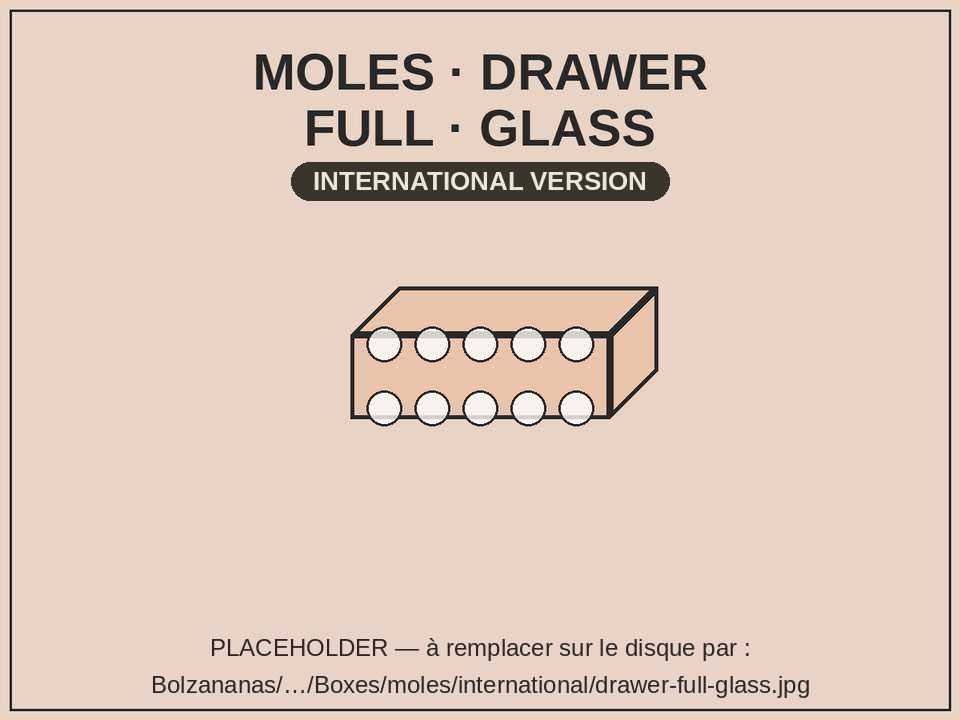 MOLES · DRAWER
FULL · GLASS
INTERNATIONAL VERSION
PLACEHOLDER — à remplacer sur le disque par :
Bolzananas/…/Boxes/moles/international/drawer-full-glass.jpg